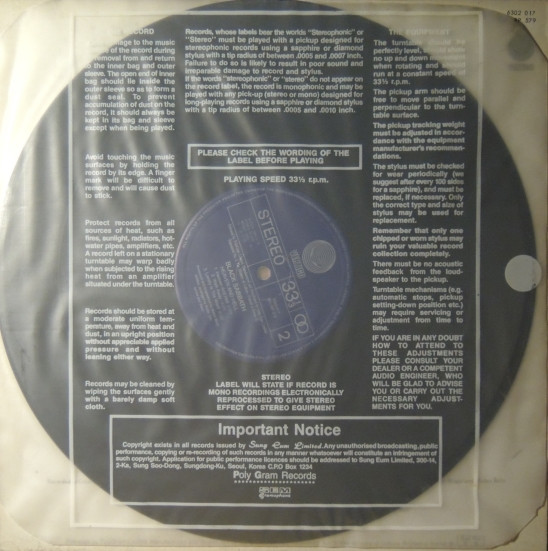 RECORD
damage to the music
of the record during
removal from and return
to the inner bag and outer
sleeve. The open end of inner
bag should lie inside the
outer sleeve so as to form a
dust seal. To prevent
accumulation of dust on the
record, it should always be
kept in its bag and sleeve
except when being played.
Avoid touching the music
surfaces by holding the
record by its edge. A finger
mark will be difficult to
remove and will cause dust
to stick.
Protect records from all
sources of heat, such as
fires, sunlight, radiators, hot-
water pipes, amplifiers, etc.
A record left on a stationary
turntable may warp badly
when subjected to the rising
heat from an amplifier
situated under the turntable.
Records should be stored at
a moderate uniform tem-
perature, away from heat and
dust, in an upright position
without appreciable applied
pressure and without
leaning either way.
Records may be cleaned by
wiping the surfaces gently
with a barely damp soft
cloth.
Records, whose labels bear the worlds "Stereophonic" or
"Stereo" must be played with a pickup designed for
stereophonic records using a sapphire or diamond
stylus with a tip radius of between .0005 and .0007 inch.
Failure to do so is likely to result in poor sound and
irreparable damage to record and stylus.
If the words "stereophonic" or "stereo" do not appear on
the record label, the record is monophonic and may be
played with any pick-up (stereo or mono) designed for
long-playing records using a sapphire or diamond stylus
with a tip radius of between .0005 and .0010 inch.
PLEASE CHECK THE WORDING OF THE
LABEL BEFORE PLAYING
PLAYING SPEED 33⅓ r.p.m.
STEREO
33⅓
2
BLACK SABBATH
STEREO
LABEL WILL STATE IF RECORD IS
MONO RECORDINGS ELECTRONICALLY
REPROCESSED TO GIVE STEREO
EFFECT ON STEREO EQUIPMENT
THE EQUIPMENT
The turntable should be
perfectly level, should show
no up and down movement
when rotating and should
run at a constant speed of
33⅓ r.p.m.
The pickup arm should be
free to move parallel and
perpendicular to the turn-
table surface.
The pickup tracking weight
must be adjusted in accor-
dance with the equipment
manufacturer's recommen-
dations.
The stylus must be checked
for wear periodically (we
suggest after every 100 sides
for a sapphire), and must be
replaced, if necessary. Only
the correct type and size of
stylus may be used for
replacement.
Remember that only one
chipped or worn stylus may
ruin your valuable record
collection completely.
There must be no acoustic
feedback from the loud-
speaker to the pickup.
Turntable mechanisms (e.g.
automatic stops, pickup
setting-down position etc.)
may require servicing or
adjustment from time to
time.
IF YOU ARE IN ANY DOUBT
HOW TO ATTEND TO
THESE ADJUSTMENTS
PLEASE CONSULT YOUR
DEALER OR A COMPETENT
AUDIO ENGINEER, WHO
WILL BE GLAD TO ADVISE
YOU OR CARRY OUT THE
NECESSARY ADJUST-
MENTS FOR YOU.
Important Notice
Copyright exists in all records issued by Sung Eum Limited. Any unauthorised broadcasting, public
performance, copying or re-recording of such records in any manner whatsoever will constitute an infringement of
such copyright. Application for public performance licences should be addressed to Sung Eum Limited, 300-14,
2-Ka, Sung Soo-Dong, Sungdong-Ku, Seoul, Korea C.P.O Box 1234
Poly Gram Records